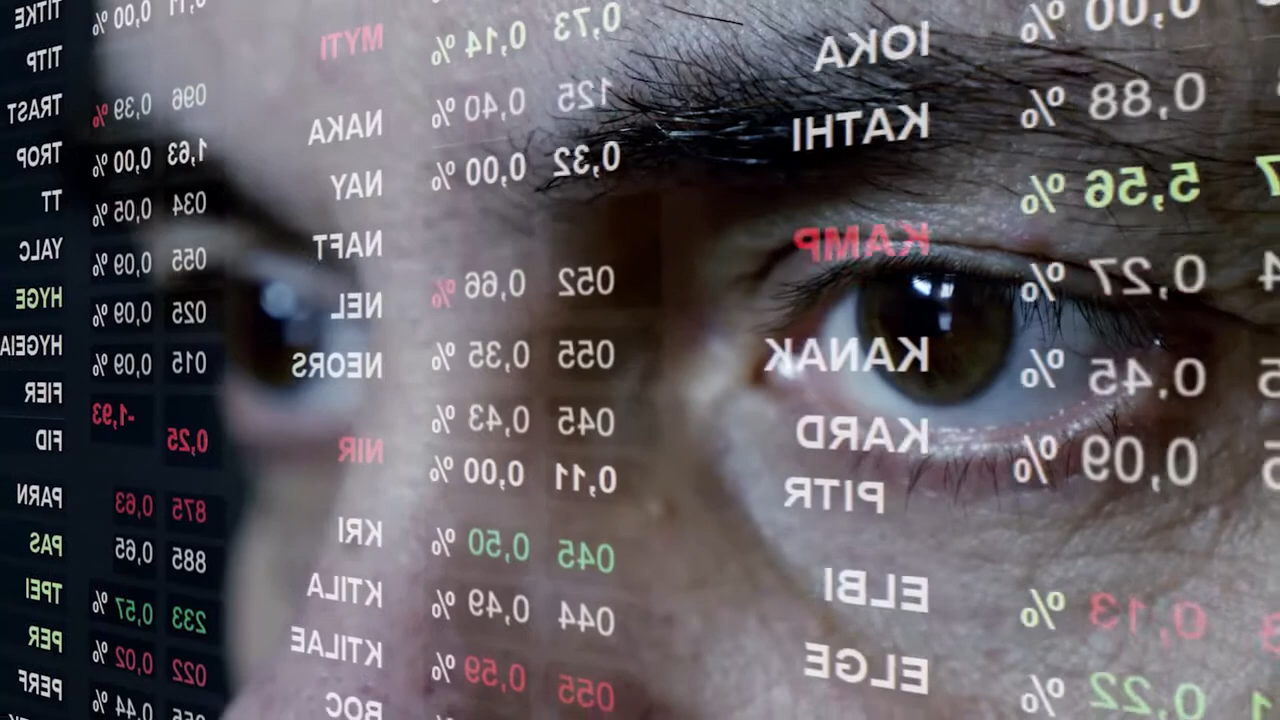 TITKE 0,00 % 0,11
TITP
TRAST 0,39 % 096
TROP 0,00 % 1,63
TT 0,05 % 034
YALC 0,09 % 055
HYGE 0,09 % 025
HYGEIA 0,09 % 015
FIER -1,93
FID 0,25
PARN 0,63 875
PAS 0,65 885
TPEI 0,57 % 233
PER 0,02 % 022
PERF 0,44 %
MYTI 0,14 % 0,73
NAKA 0,40 % 125
NAY 0,00 % 0,32
NAFT
NEL 0,66 % 052
NEORS 0,35 % 055
0,43 % 045
NIR 0,00 % 0,11
KRI 0,50 % 045
KTILA 0,49 % 044
KTILAE 0,59 % 055
BOC
IOKA 0,00 %
KATHI 0,88 %
5,56 %
KAMP 0,27 %
KANAK 0,45 %
KARD 0,09 %
PITR
ELBI 0,13 %
ELGE 0,22 %